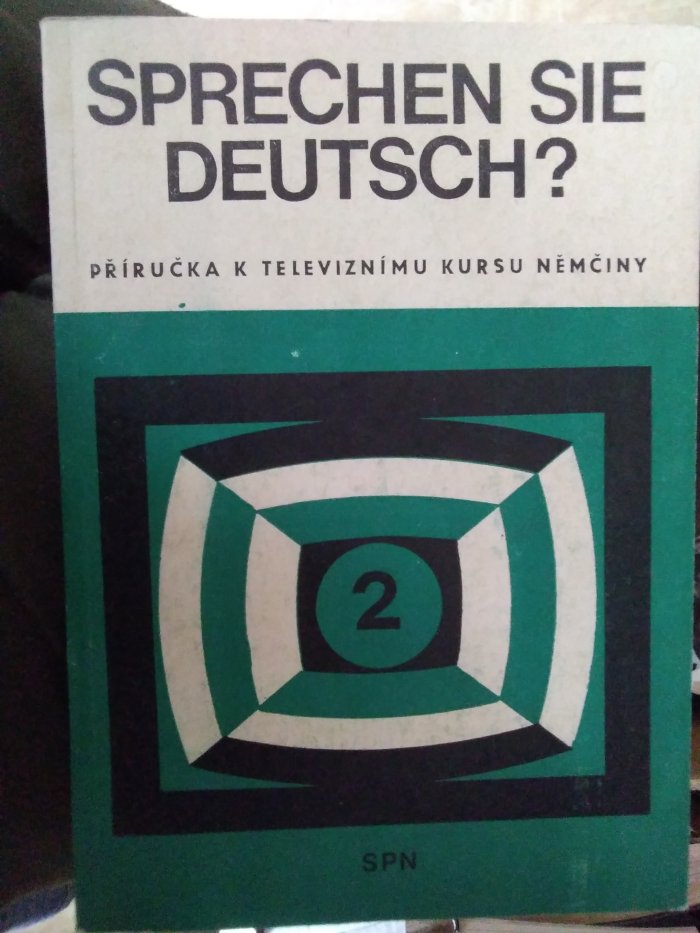 SPRECHEN SIE
DEUTSCH?
PŘÍRUČKA K TELEVIZNÍMU KURSU NĚMČINY
2
SPN